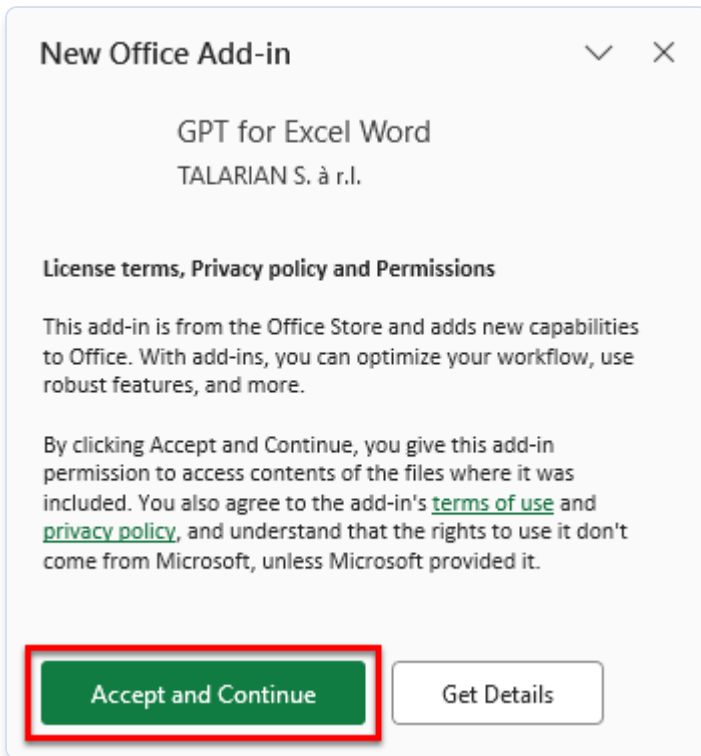 New Office Add-in
GPT for Excel Word
TALARIAN S. à r.l.
License terms, Privacy policy and Permissions
This add-in is from the Office Store and adds new capabilities
to Office. With add-ins, you can optimize your workflow, use
robust features, and more.
By clicking Accept and Continue, you give this add-in
permission to access contents of the files where it was
included. You also agree to the add-in's terms of use and
privacy policy, and understand that the rights to use it don't
come from Microsoft, unless Microsoft provided it.
Accept and Continue
Get Details